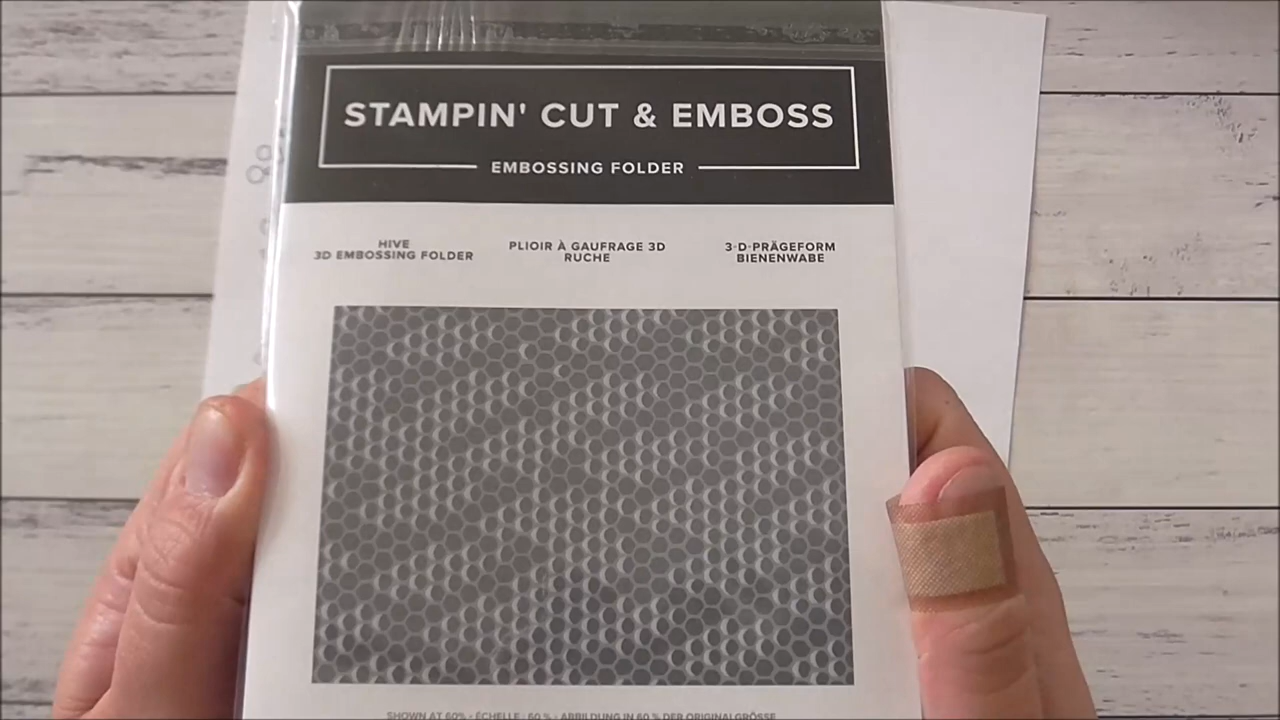 STAMPIN' CUT & EMBOSS
EMBOSSING FOLDER
HIVE
3D EMBOSSING FOLDER
PLIOIR À GAUFRAGE 3D
RUCHE
3-D-PRÄGEFORM
BIENENWABE
SHOWN AT 60% • ÉCHELLE : 60 % • ABBILDUNG IN 60 % DER ORIGINALGRÖSSE